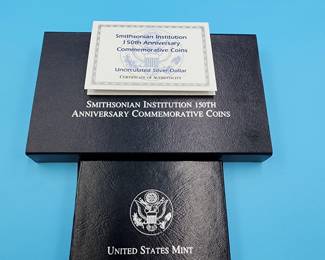 Smithsonian Institution
150th Anniversary
Commemorative Coins
Uncirculated Silver Dollar
CERTIFICATE OF AUTHENTICITY
SMITHSONIAN INSTITUTION 150TH
ANNIVERSARY COMMEMORATIVE COINS
UNITED STATES MINT